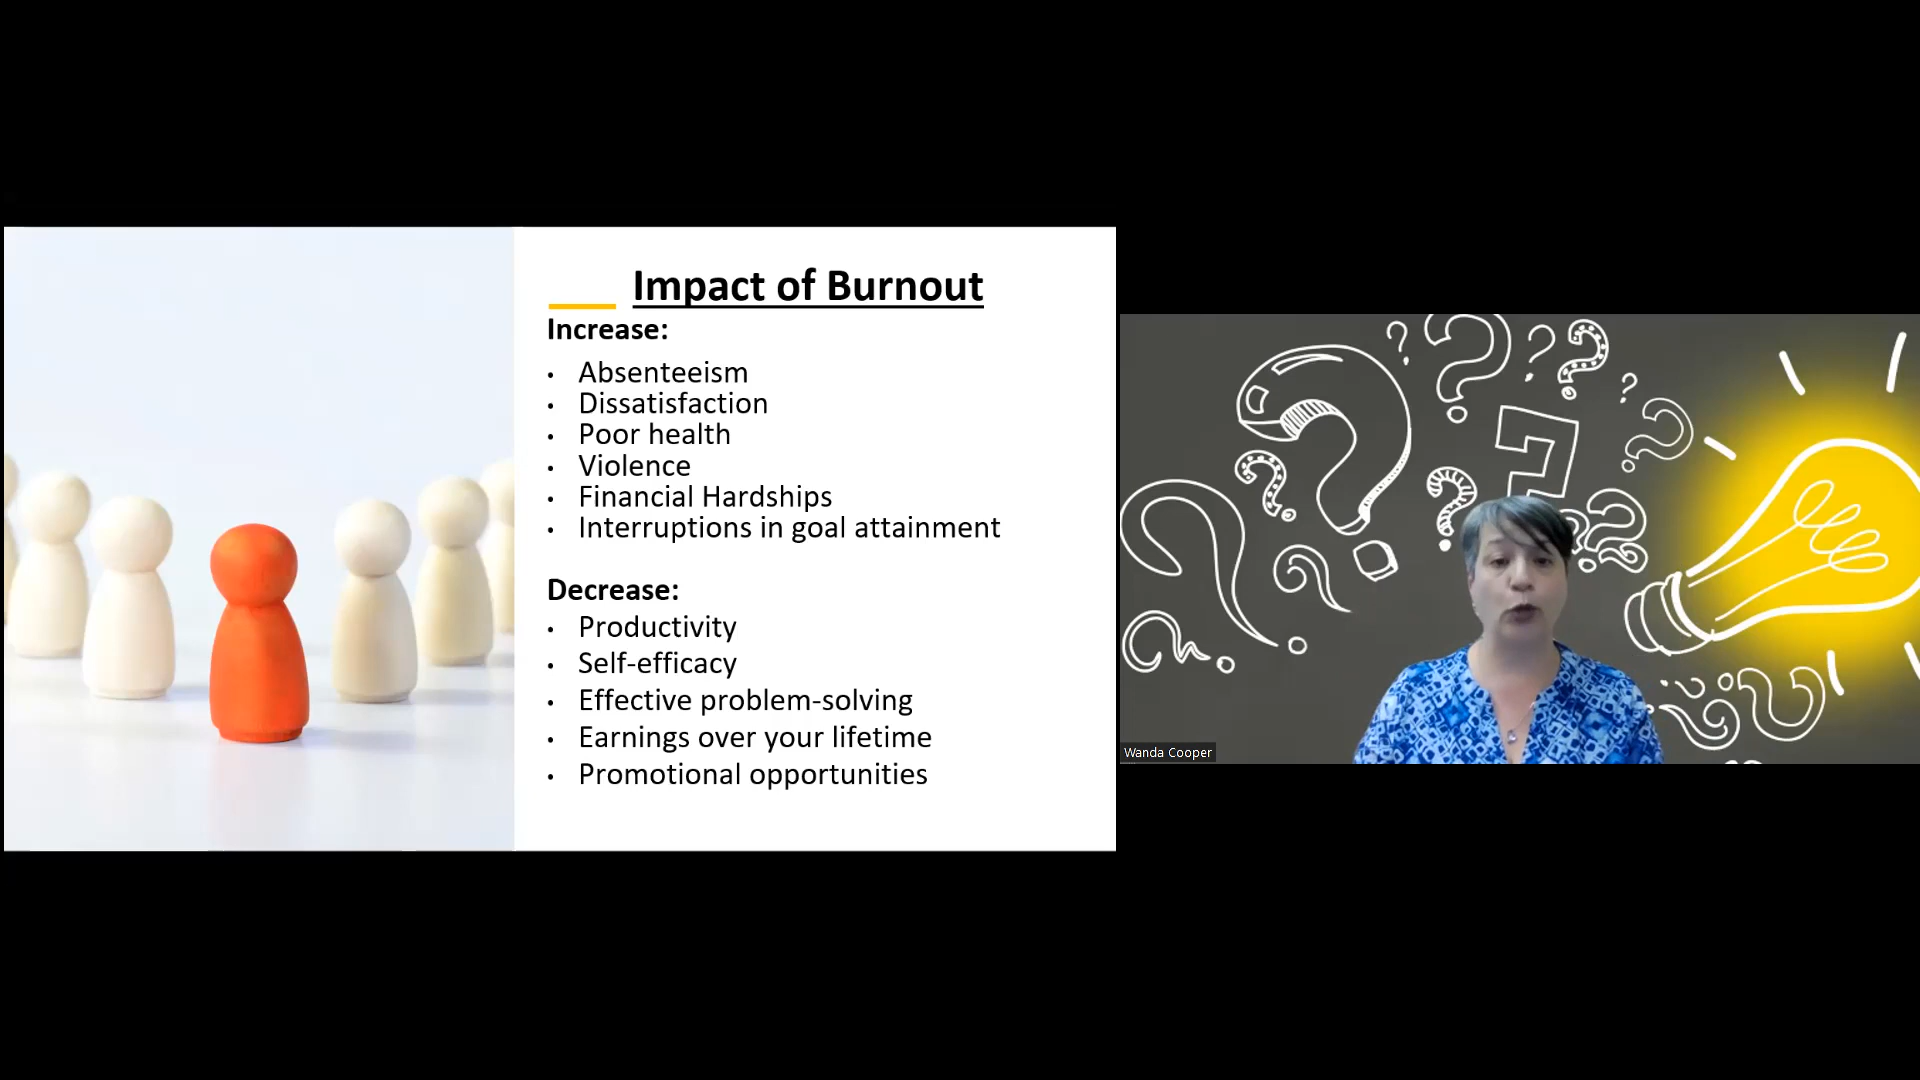 Impact of Burnout
Increase:
• Absenteeism
• Dissatisfaction
• Poor health
• Violence
• Financial Hardships
• Interruptions in goal attainment
Decrease:
• Productivity
• Self-efficacy
• Effective problem-solving
• Earnings over your lifetime
• Promotional opportunities
Wanda Cooper